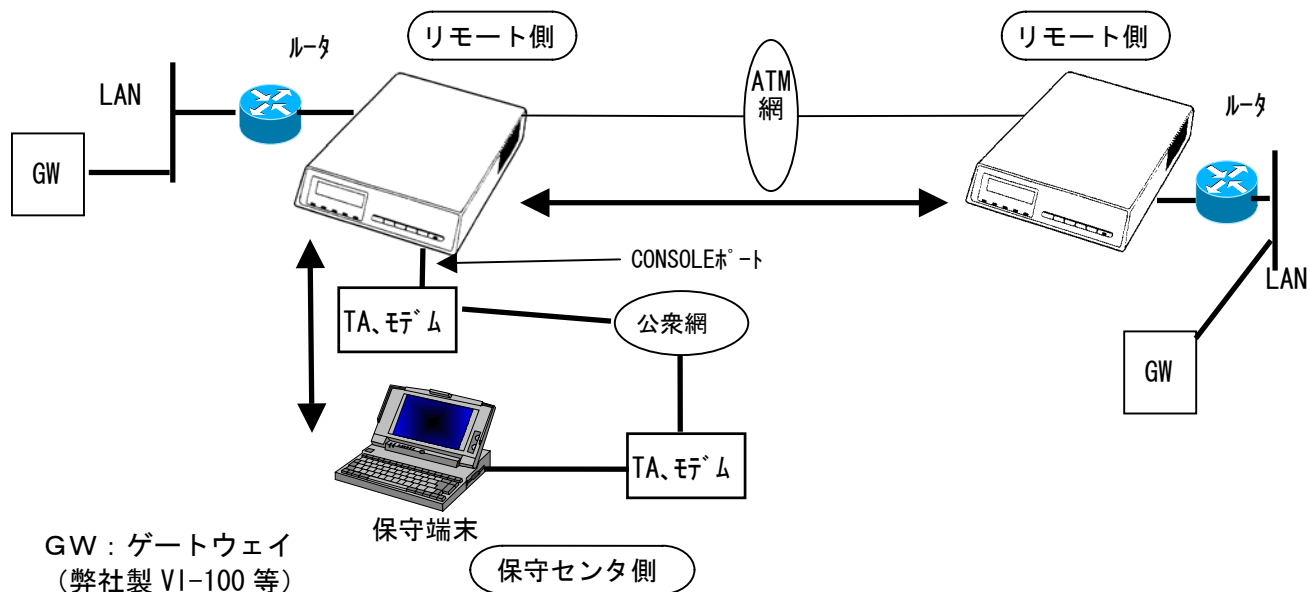 リモート側
リモート側
ﾙｰﾀ
ATM
網
LAN
ﾙｰﾀ
GW
CONSOLEﾎﾟｰﾄ
LAN
TA､ﾓﾃﾞﾑ
公衆網
GW
TA､ﾓﾃﾞﾑ
保守端末
GW：ゲートウェイ
（弊社製 VI-100 等）
保守センタ側